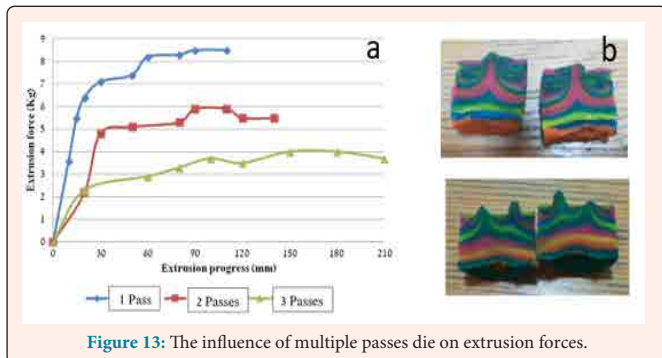 a
b
Extrusion force (Kg)
9
8
7
6
5
4
3
2
1
0
0 30 60 90 120 150 180 210
Extrusion progress (mm)
1 Pass 2 Passes 3 Passes
Figure 13: The influence of multiple passes die on extrusion forces.